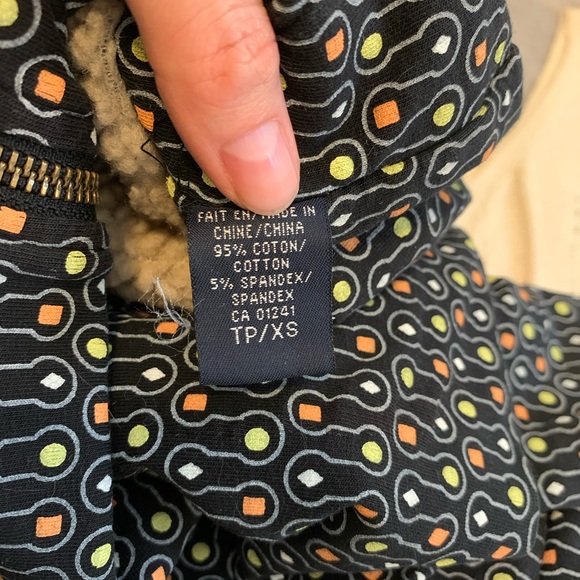 FAIT EN/MADE IN
CHINE/CHINA
95% COTON/
COTTON
5% SPANDEX/
SPANDEX
CA 01241
TP/XS